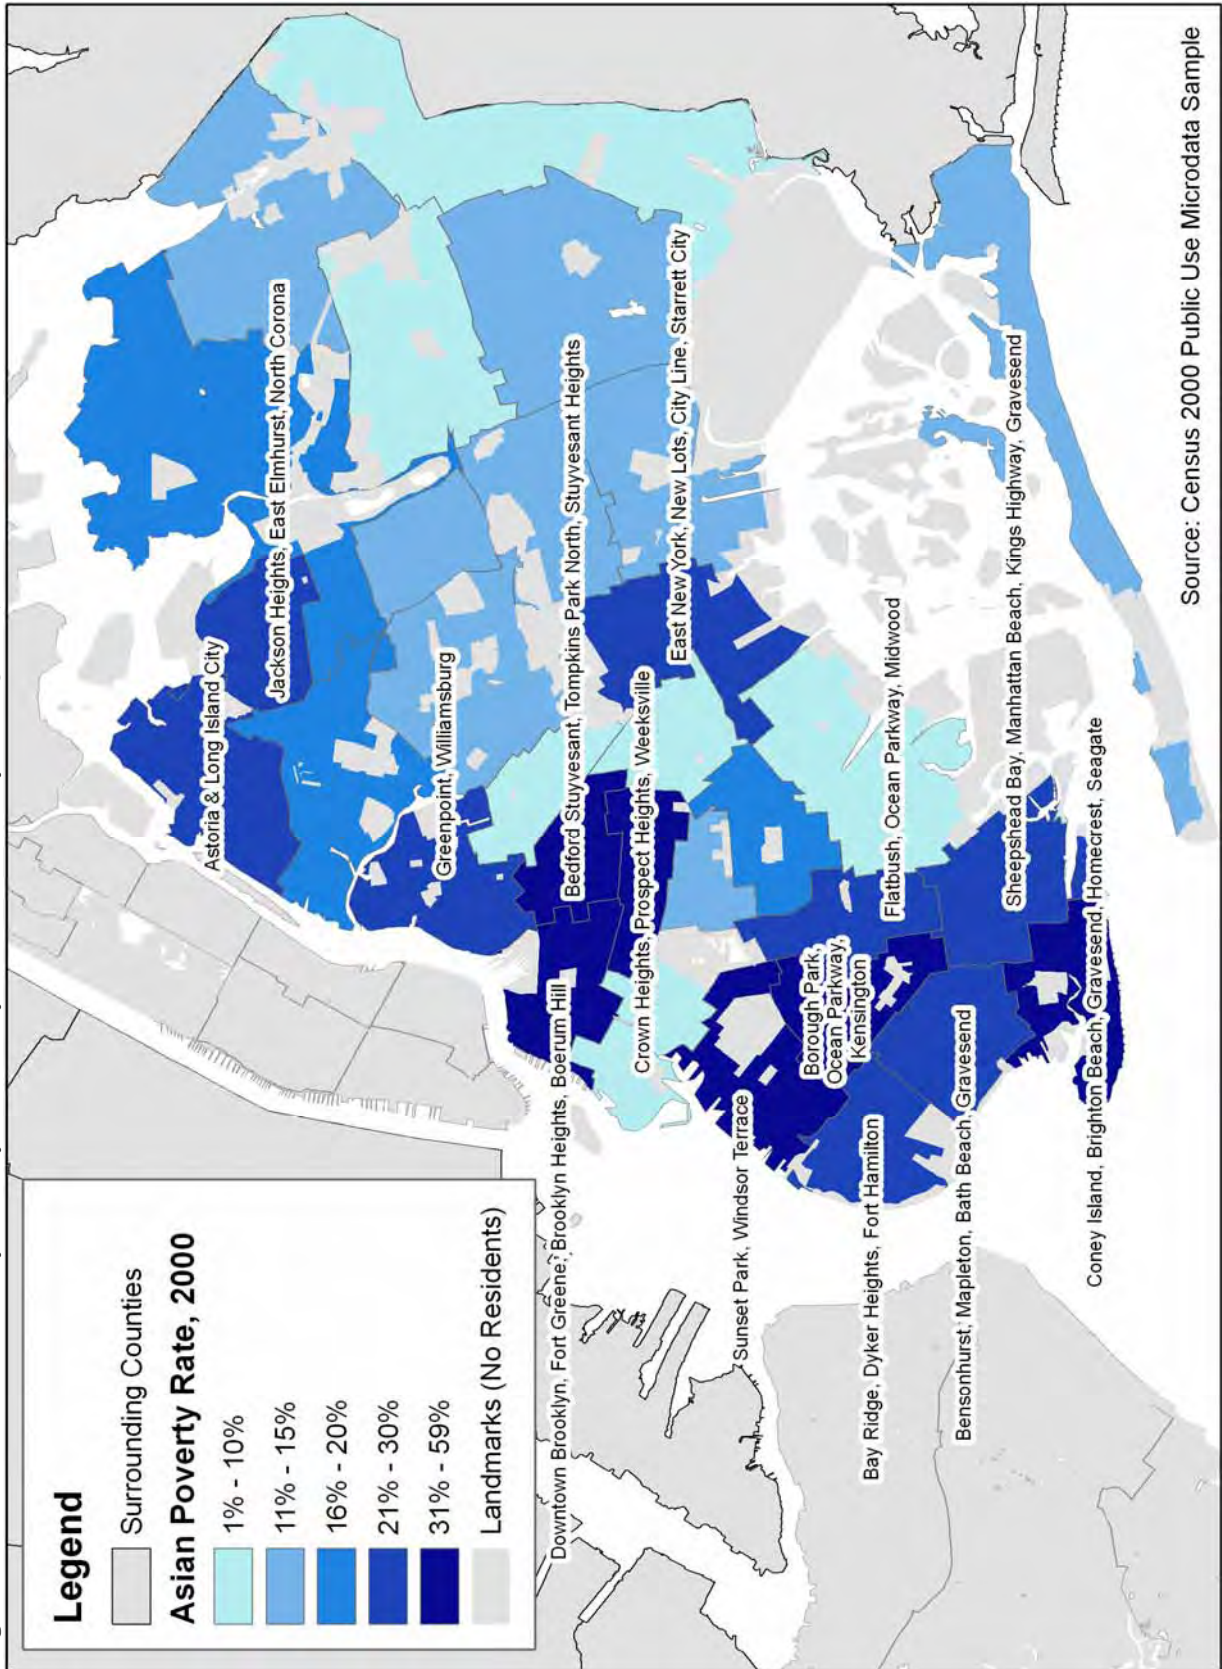 Legend
Surrounding Counties
Asian Poverty Rate, 2000
1% - 10%
11% - 15%
16% - 20%
21% - 30%
31% - 59%
Landmarks (No Residents)
Astoria & Long Island City
Jackson Heights, East Elmhurst, North Corona
Greenpoint, Williamsburg
Downtown Brooklyn, Fort Greene, Brooklyn Heights, Boerum Hill
Bedford Stuyvesant, Tompkins Park North, Stuyvesant Heights
Crown Heights, Prospect Heights, Weeksville
East New York, New Lots, City Line, Starrett City
Sunset Park, Windsor Terrace
Borough Park,
Ocean Parkway,
Kensington
Flatbush, Ocean Parkway, Midwood
Bay Ridge, Dyker Heights, Fort Hamilton
Bensonhurst, Mapleton, Bath Beach, Gravesend
Sheepshead Bay, Manhattan Beach, Kings Highway, Gravesend
Coney Island, Brighton Beach, Gravesend, Homecrest, Seagate
Source: Census 2000 Public Use Microdata Sample